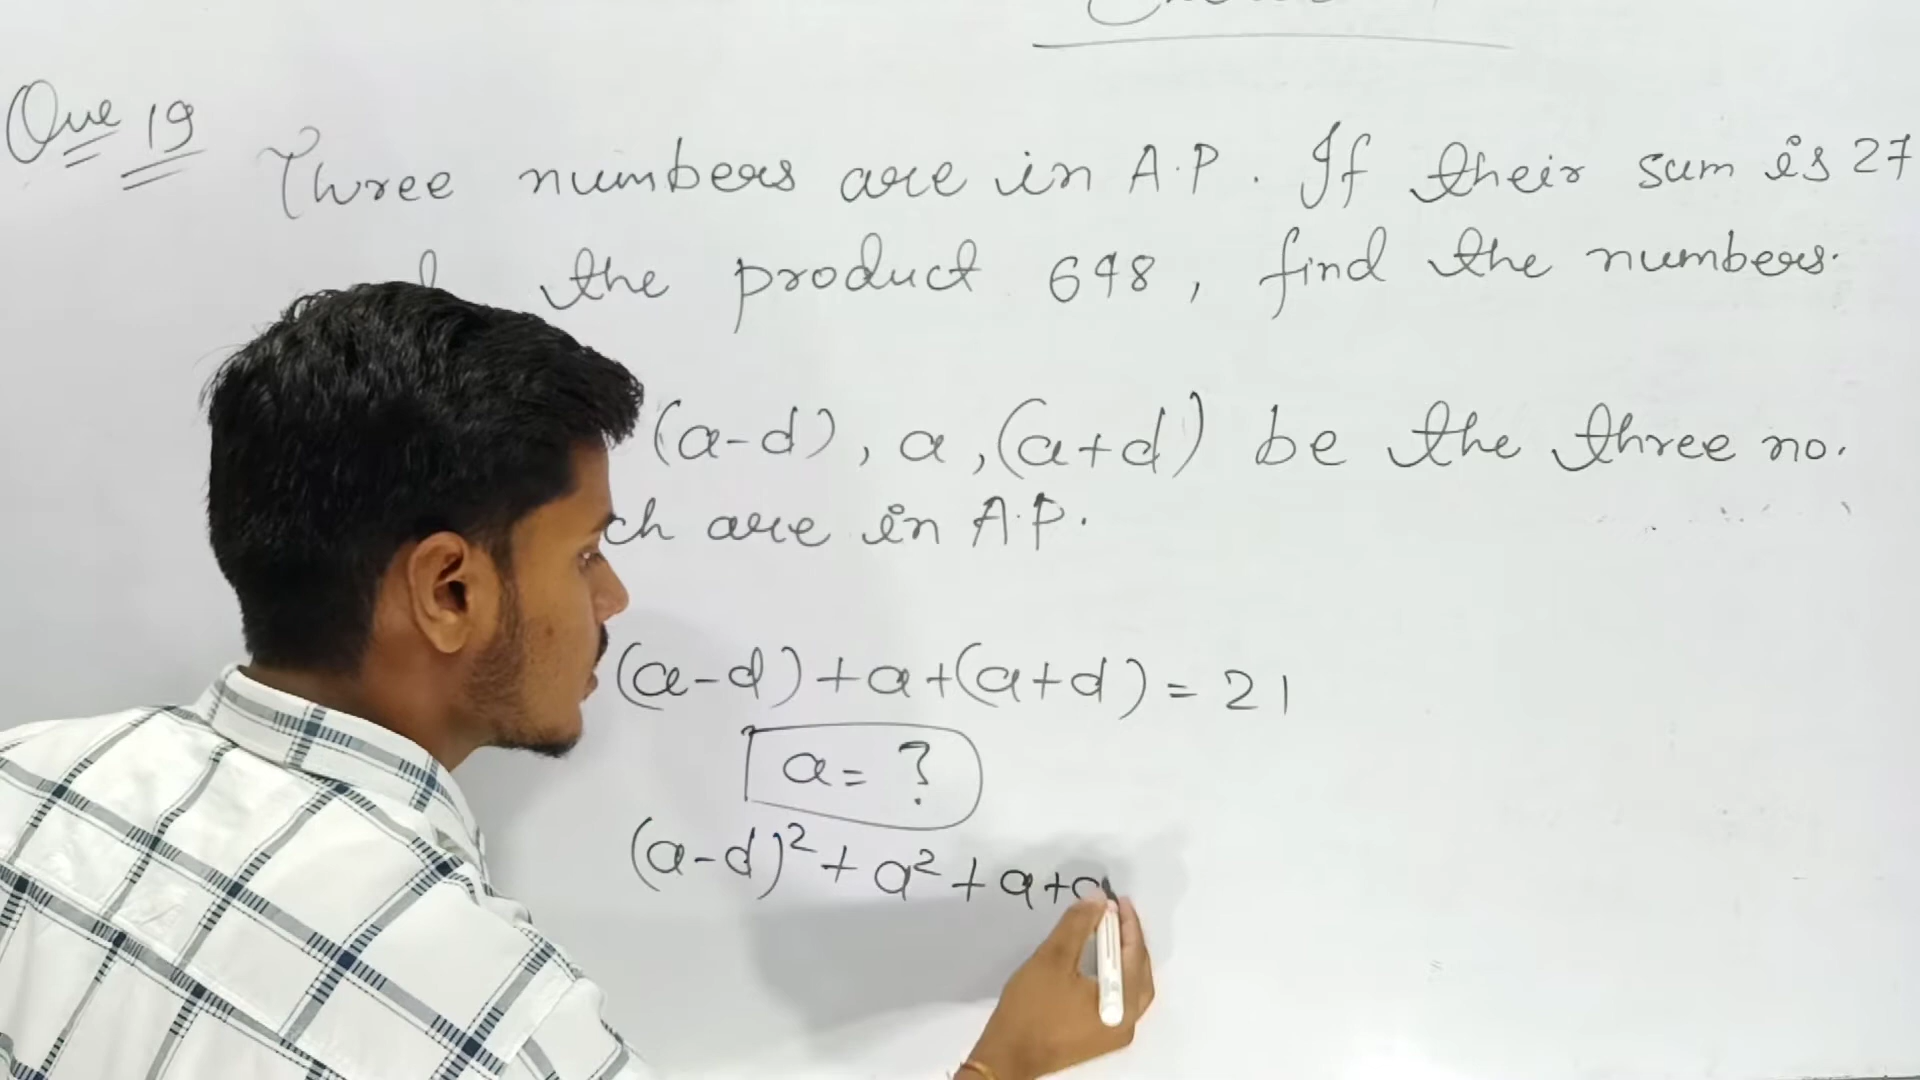 Que 19
Three numbers are in A.P. If their sum is 27
the product 648, find the numbers.
(a-d), a, (a+d) be the three no.
ch are in A.P.
(a-d)+a+(a+d) = 21
a = ?
(a-d)²+a²+a+